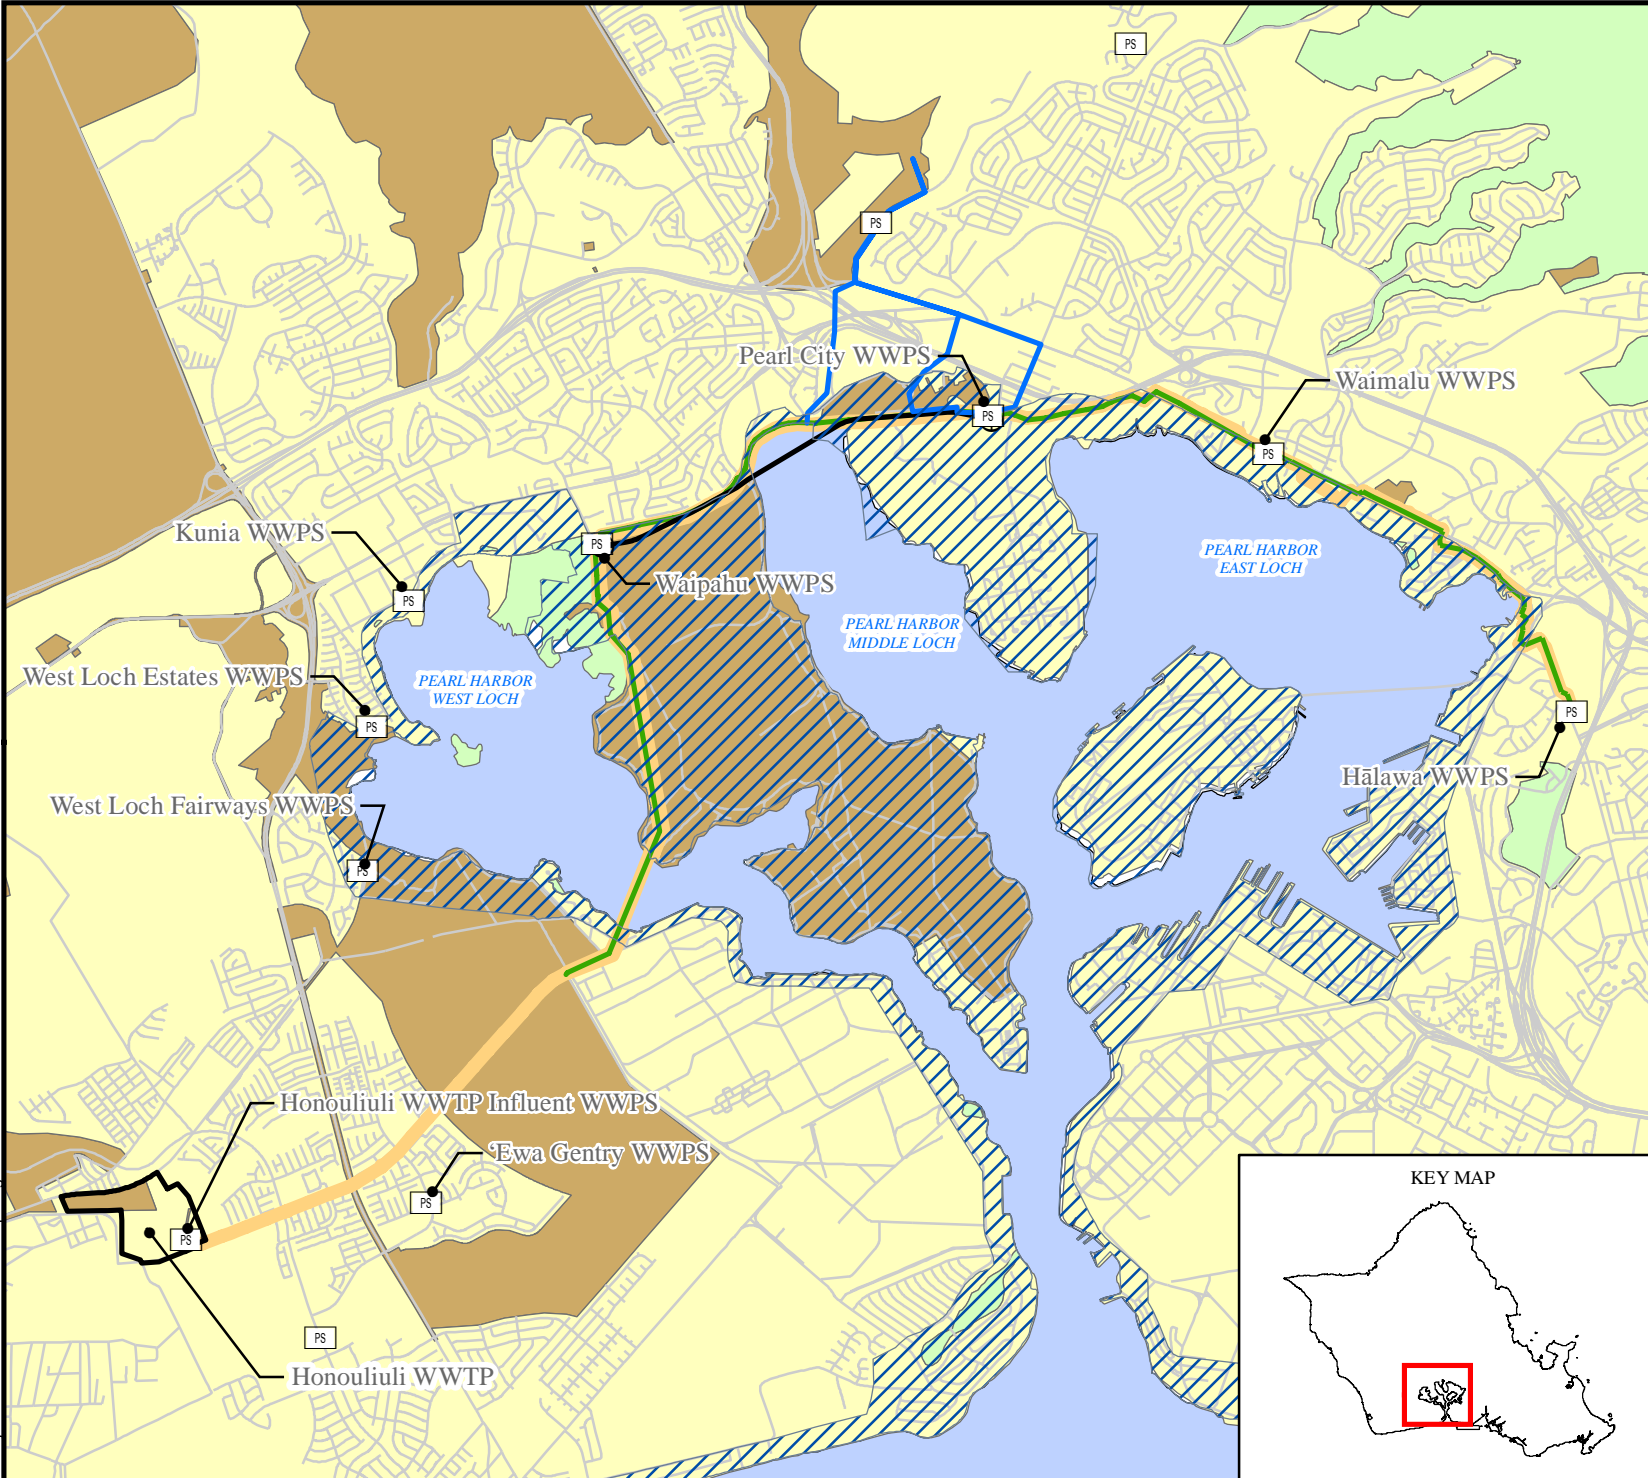 PS
PS
Pearl City WWPS
Waimalu WWPS
PS
PS
Kunia WWPS
PS
PEARL HARBOR
EAST LOCH
Waipahu WWPS
PS
PEARL HARBOR
MIDDLE LOCH
West Loch Estates WWPS
PEARL HARBOR
WEST LOCH
PS
PS
Hālawa WWPS
West Loch Fairways WWPS
PS
Honouliuli WWTP Influent WWPS
ʻEwa Gentry WWPS
PS
PS
PS
Honouliuli WWTP
KEY MAP